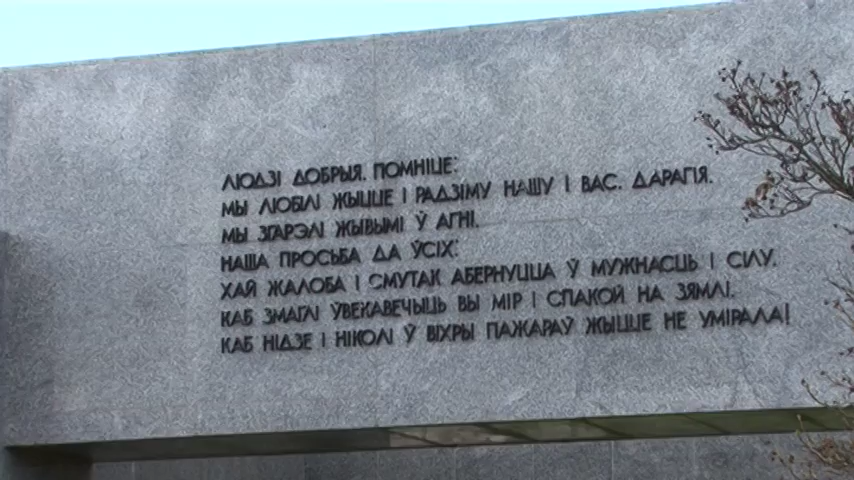 ЛЮДЗІ ДОБРЫЯ, ПОМНІЦЕ:
МЫ ЛЮБІЛІ ЖЫЦЦЕ І РАДЗІМУ НАШУ І ВАС, ДАРАГІЯ.
МЫ ЗГАРЭЛІ ЖЫВЫМІ Ў АГНІ.
НАША ПРОСЬБА ДА ЎСІХ:
ХАЙ ЖАЛОБА І СМУТАК АБЕРНУЦЦА Ў МУЖНАСЦЬ І СІЛУ,
КАБ ЗМАГЛІ ЎВЕКАВЕЧЫЦЬ ВЫ МІР І СПАКОЙ НА ЗЯМЛІ,
КАБ НІДЗЕ І НІКОЛІ Ў ВІХРЫ ПАЖАРАЎ ЖЫЦЦЕ НЕ УМІРАЛА!